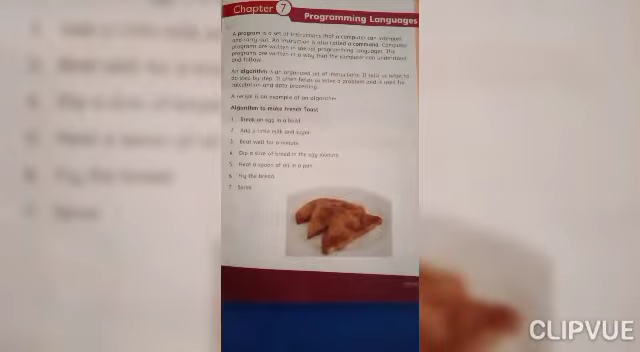 Chapter 7
Programming Languages
A program is a set of instructions that a computer can interpret
and carry out. An instruction is also called a command. Computer
programs are written in special programming languages. The
programs are written in a way that the computer can understand
and follow.
An algorithm is an organized set of instructions. It tells us what to
do step by step. It often helps us solve a problem and is used for
calculation and data processing.
A recipe is an example of an algorithm.
Algorithm to make French Toast
1. Break an egg in a bowl
2. Add a little milk and sugar
3. Beat well for a minute
4. Dip a slice of bread in the egg mixture
5. Heat a spoon of oil in a pan
6. Fry the bread
7. Serve
CLIPVUE